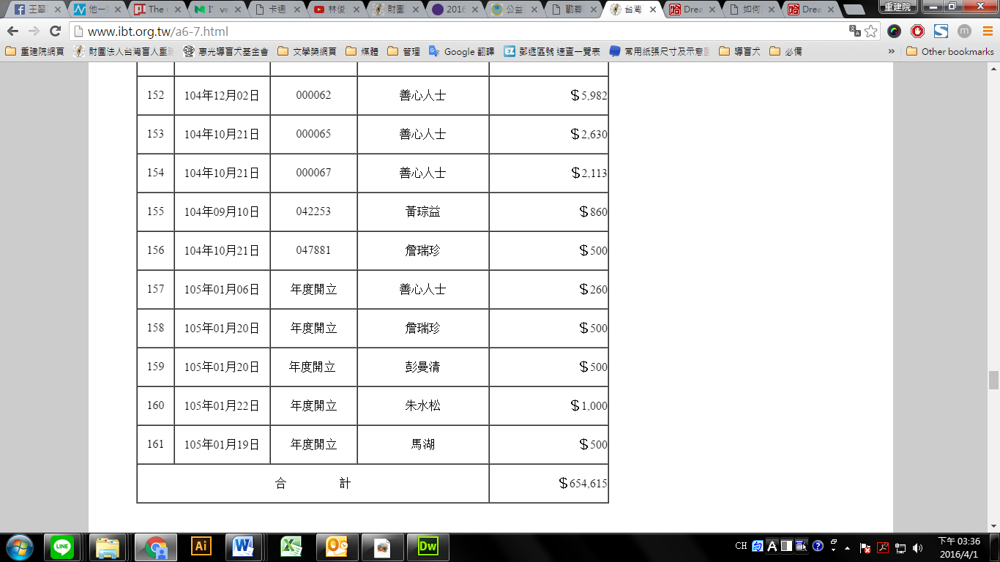 王翠
他一
The r
I've
卡通
林俊
財團
2016
公益
勸募
台灣
Drea
如何
Drea
重建院
www.ibt.org.tw/a6-7.html
重建院網頁 財團法人台灣盲人重建 惠光導盲犬基金會 文學獎網頁 媒體 管理 Google 翻譯 郵遞區號 速查一覽表 常用紙張尺寸及示意圖 導盲犬 必備 » Other bookmarks
152 104年12月02日 000062 善心人士 $5,982
153 104年10月21日 000065 善心人士 $2,630
154 104年10月21日 000067 善心人士 $2,113
155 104年09月10日 042253 黃琮益 $860
156 104年10月21日 047881 詹瑞珍 $500
157 105年01月06日 年度開立 善心人士 $260
158 105年01月20日 年度開立 詹瑞珍 $500
159 105年01月20日 年度開立 彭曼清 $500
160 105年01月22日 年度開立 朱水松 $1,000
161 105年01月19日 年度開立 馬湖 $500
合 計 $654,615
LINE
Ai
Dw
CH
下午 03:36
2016/4/1